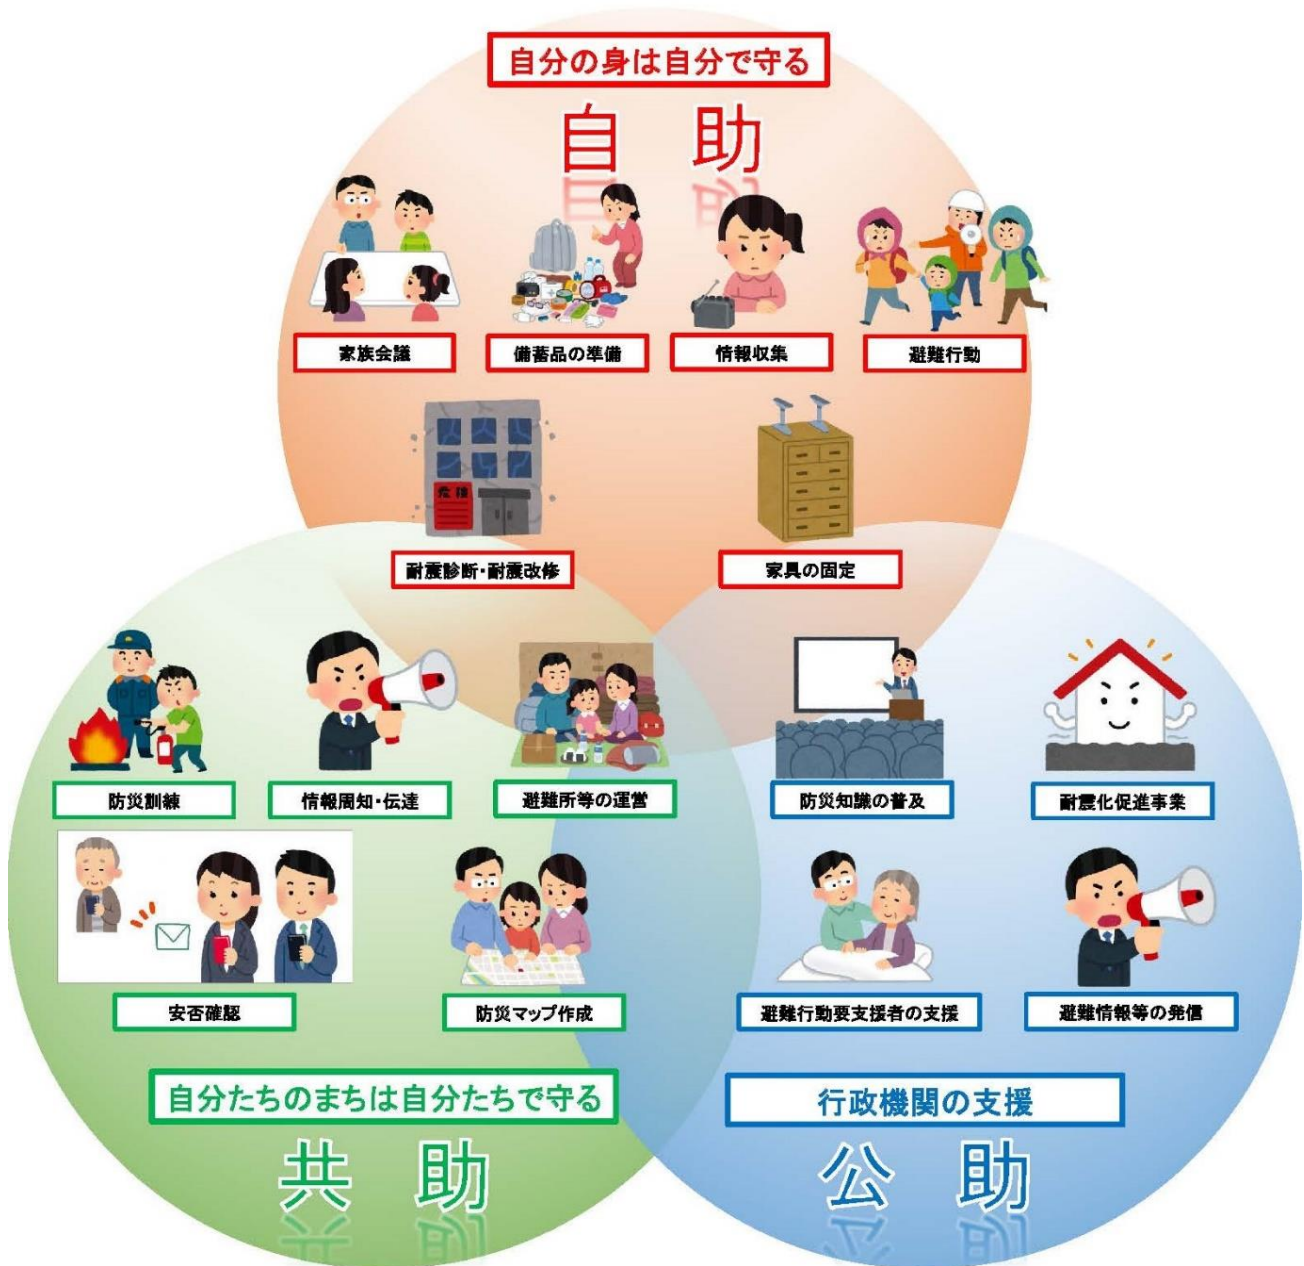 自分の身は自分で守る
自 助
家族会議
備蓄品の準備
情報収集
避難行動
危険
耐震診断・耐震改修
家具の固定
防災訓練
情報周知・伝達
避難所等の運営
防災知識の普及
耐震化促進事業
安否確認
防災マップ作成
避難行動要支援者の支援
避難情報等の発信
自分たちのまちは自分たちで守る
共 助
行政機関の支援
公 助